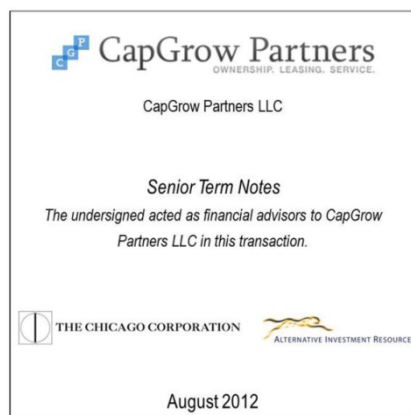 CGP
CapGrow Partners
OWNERSHIP. LEASING. SERVICE.
CapGrow Partners LLC
Senior Term Notes
The undersigned acted as financial advisors to CapGrow
Partners LLC in this transaction.
THE CHICAGO CORPORATION
ALTERNATIVE INVESTMENT RESOURCE
August 2012